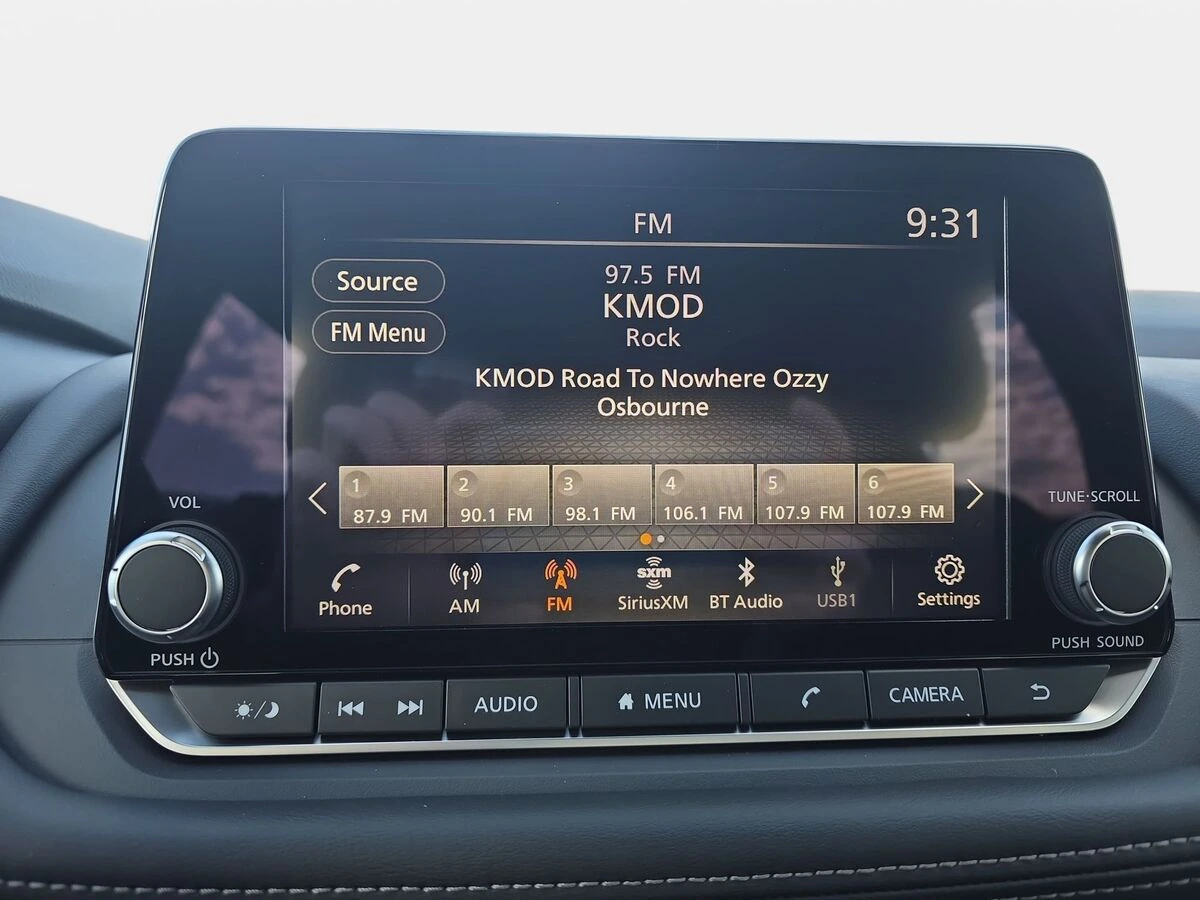 FM
9:31
Source
97.5 FM
KMOD
FM Menu
Rock
KMOD Road To Nowhere Ozzy
Osbourne
1 2 3 4 5 6
87.9 FM 90.1 FM 98.1 FM 106.1 FM 107.9 FM 107.9 FM
VOL
TUNE·SCROLL
Phone AM FM sxm SiriusXM BT Audio USB1 Settings
PUSH
PUSH SOUND
AUDIO MENU CAMERA